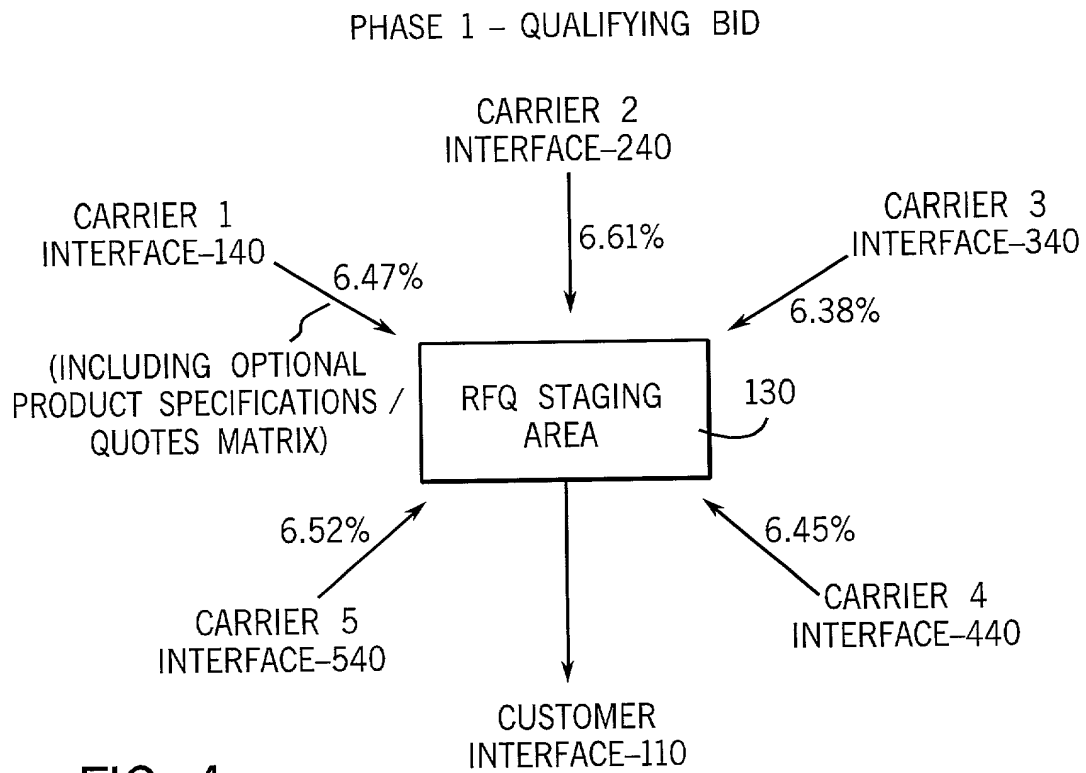 PHASE 1 – QUALIFYING BID
CARRIER 2
INTERFACE–240
CARRIER 1
INTERFACE–140
CARRIER 3
INTERFACE–340
6.61%
6.47%
6.38%
(INCLUDING OPTIONAL
PRODUCT SPECIFICATIONS /
QUOTES MATRIX)
RFQ STAGING
AREA
130
6.52%
6.45%
CARRIER 5
INTERFACE–540
CARRIER 4
INTERFACE–440
CUSTOMER
INTERFACE–110